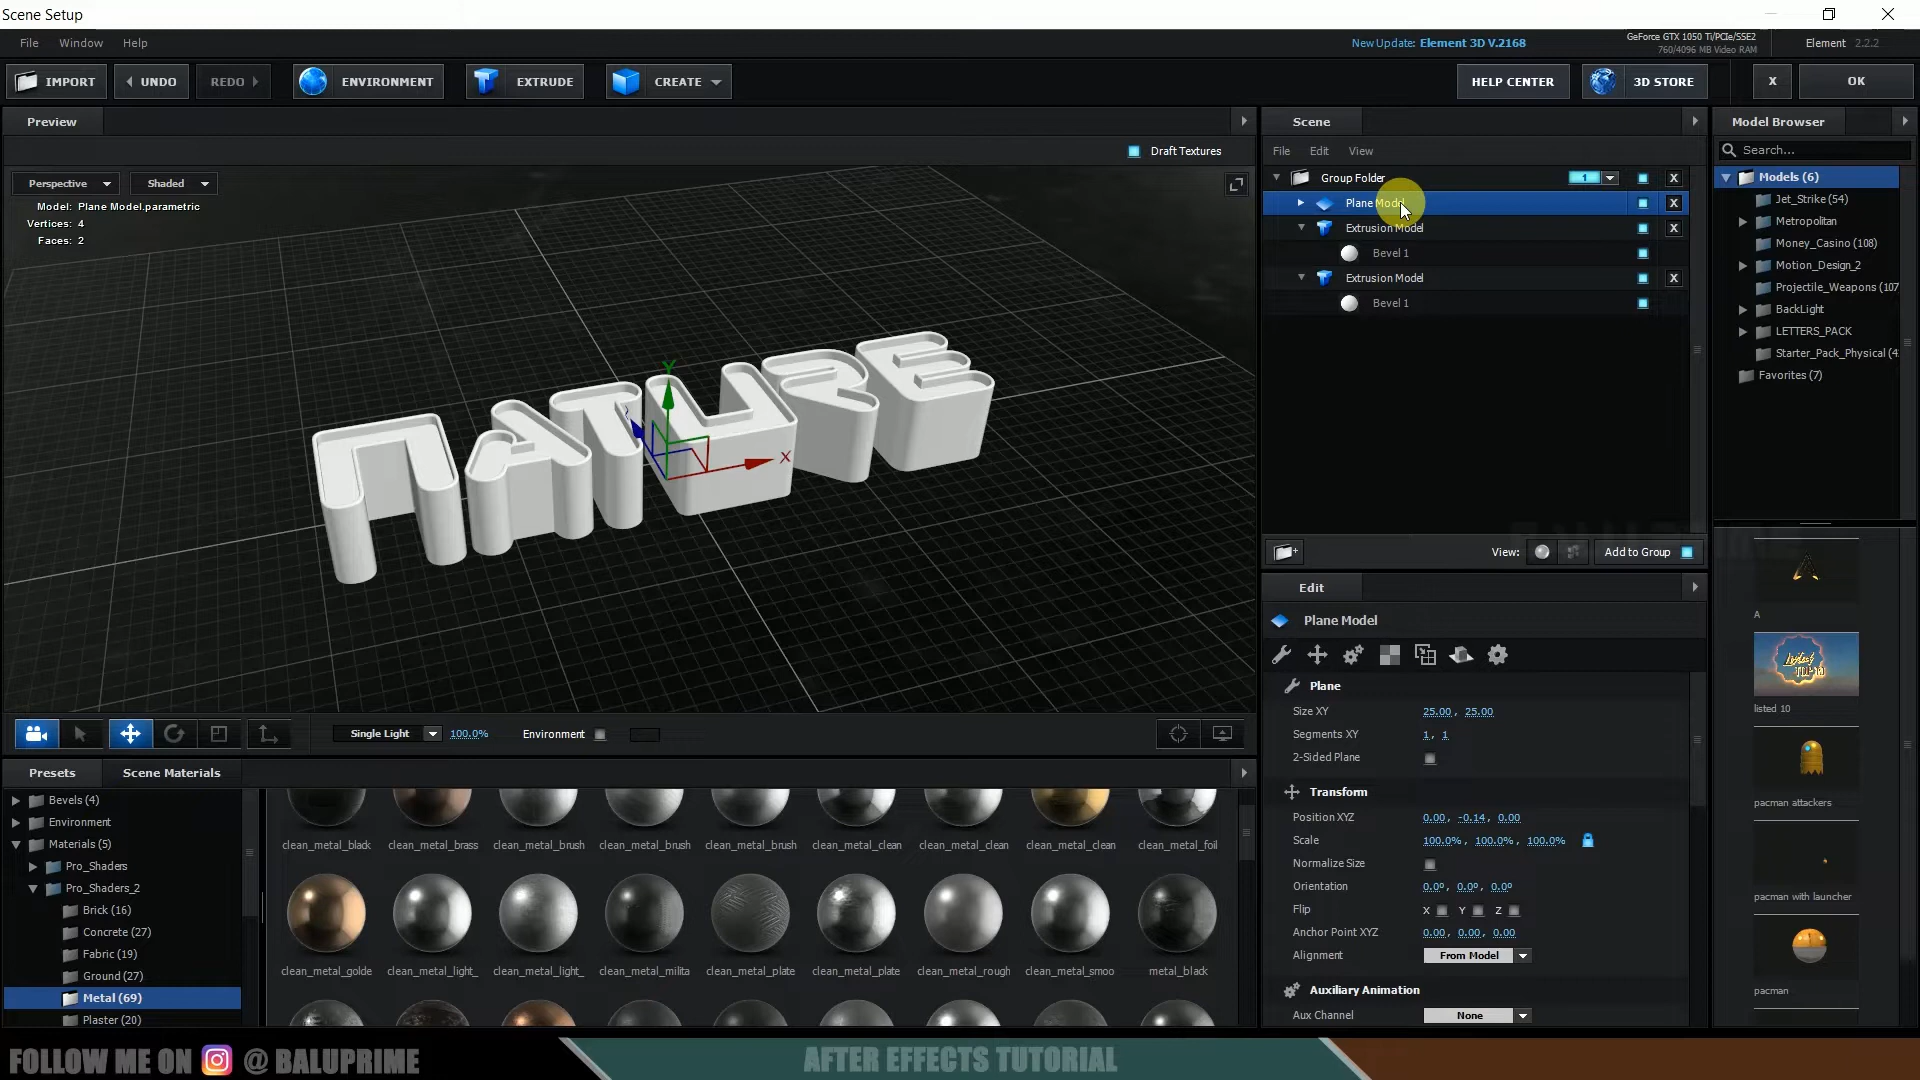 Scene Setup
File Window Help
New Update: Element 3D V.2168
GeForce GTX 1050 Ti/PCIe/SSE2
760/4096 MB Video RAM
Element 2.2.2
IMPORT UNDO REDO ENVIRONMENT EXTRUDE CREATE HELP CENTER 3D STORE X OK
Preview
Draft Textures
Perspective Shaded
Model: Plane Model.parametric
Vertices: 4
Faces: 2
Y
X
Single Light 100.0% Environment
Scene
File Edit View
Group Folder 1 X
Plane Model X
Extrusion Model X
Bevel 1
Extrusion Model X
Bevel 1
View: Add to Group
Edit
Plane Model
Plane
Size XY 25.00, 25.00
Segments XY 1, 1
2-Sided Plane
Transform
Position XYZ 0.00, -0.14, 0.00
Scale 100.0%, 100.0%, 100.0%
Normalize Size
Orientation 0.0º, 0.0º, 0.0º
Flip X Y Z
Anchor Point XYZ 0.00, 0.00, 0.00
Alignment From Model
Auxiliary Animation
Aux Channel None
Model Browser
Search...
Models (6)
Jet_Strike (54)
Metropolitan
Money_Casino (108)
Motion_Design_2
Projectile_Weapons (107
BackLight
LETTERS_PACK
Starter_Pack_Physical (4
Favorites (7)
A
listed 10
pacman attackers
pacman with launcher
pacman
Presets Scene Materials
Bevels (4)
Environment
Materials (5)
Pro_Shaders
Pro_Shaders_2
Brick (16)
Concrete (27)
Fabric (19)
Ground (27)
Metal (69)
Plaster (20)
clean_metal_black clean_metal_brass clean_metal_brush clean_metal_brush clean_metal_brush clean_metal_clean clean_metal_clean clean_metal_clean clean_metal_foil
clean_metal_golde clean_metal_light_ clean_metal_light_ clean_metal_milita clean_metal_plate clean_metal_plate clean_metal_rough clean_metal_smoo metal_black
FOLLOW ME ON @ BALUPRIME
AFTER EFFECTS TUTORIAL